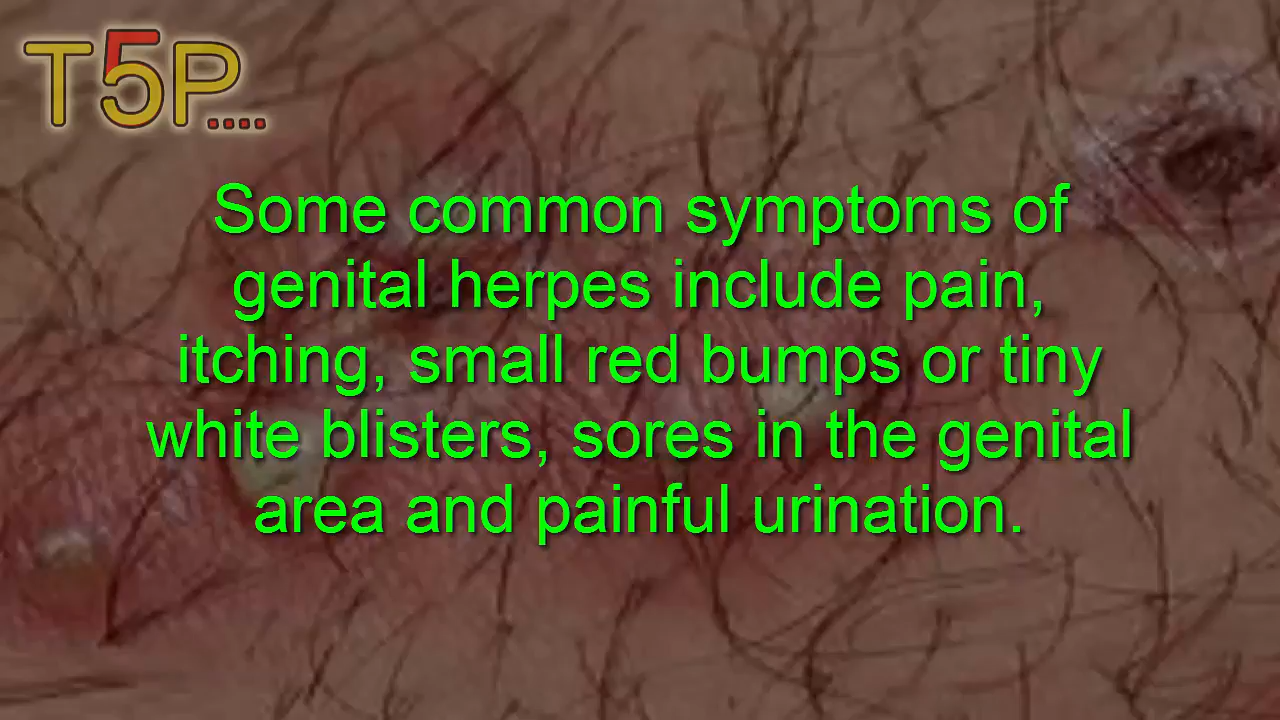 T5P....
Some common symptoms of
genital herpes include pain,
itching, small red bumps or tiny
white blisters, sores in the genital
area and painful urination.